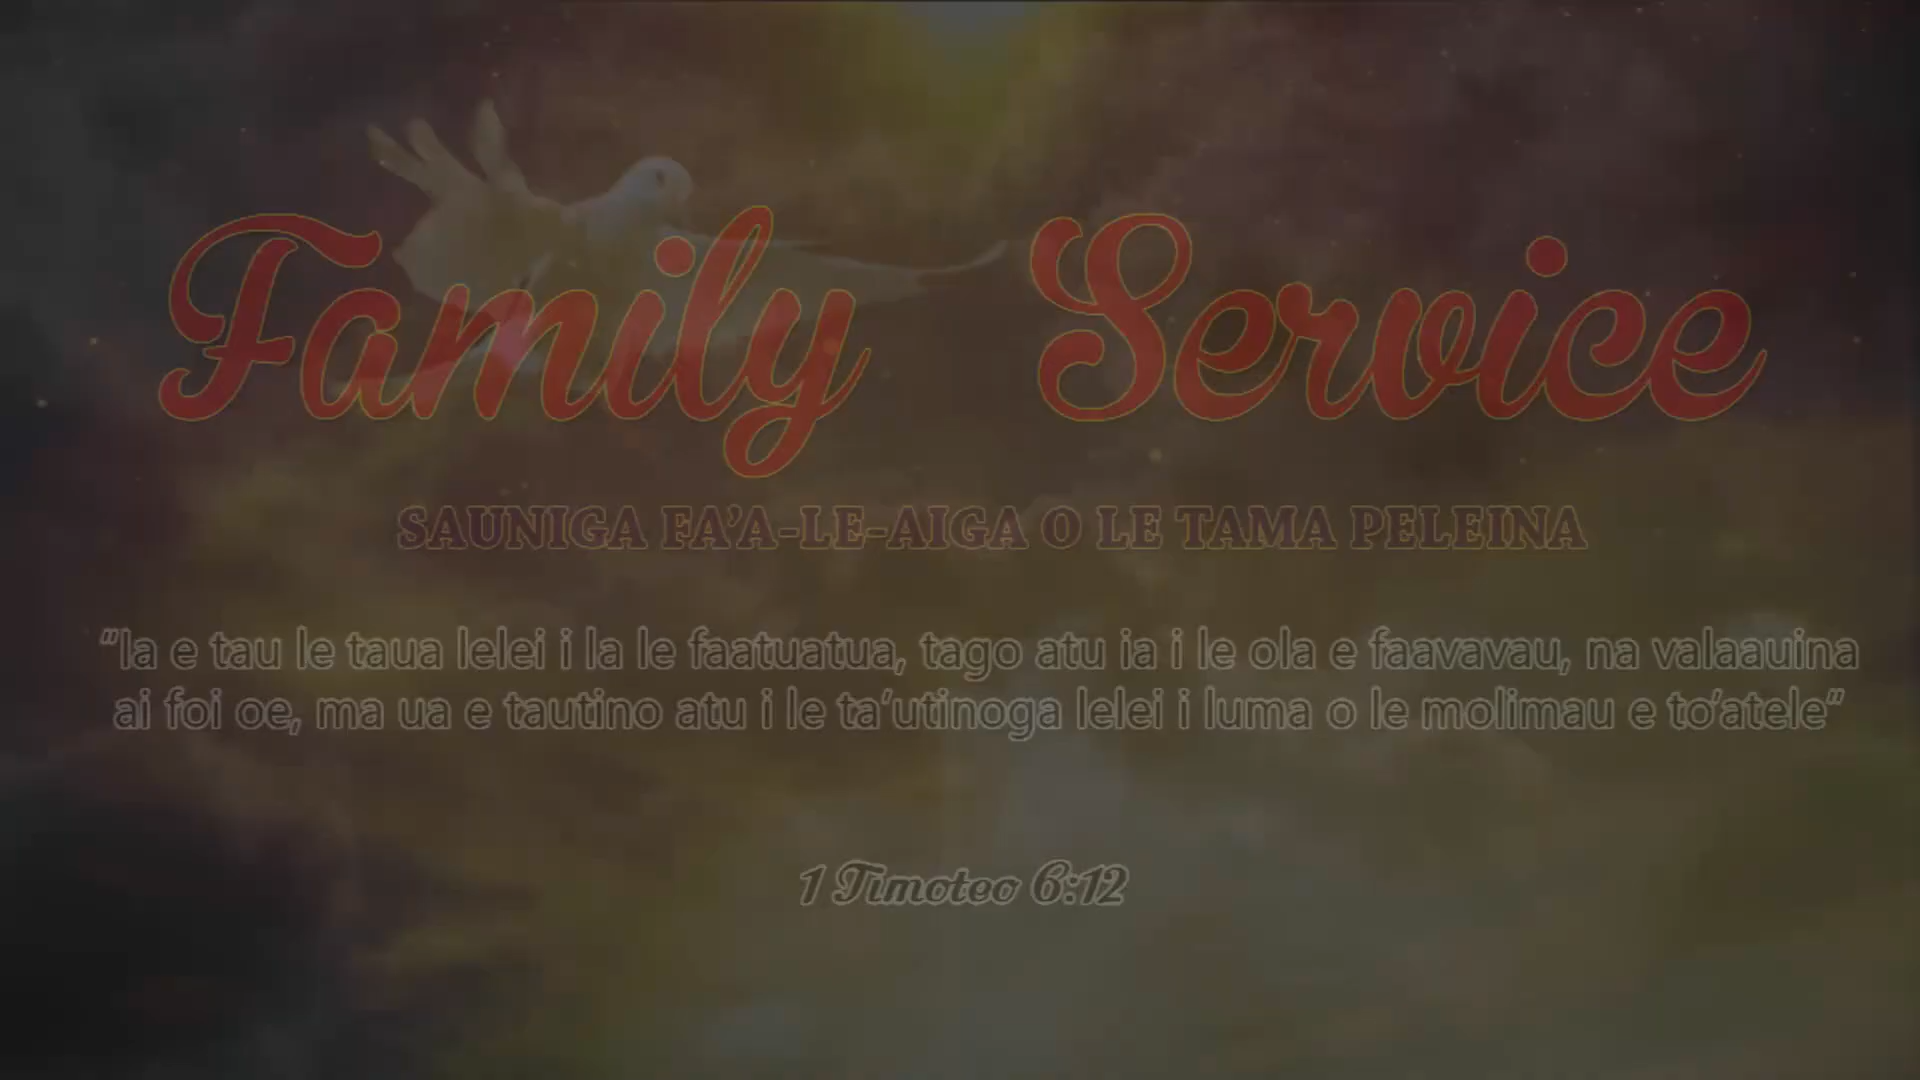 Family Service
SAUNIGA FA’A-LE-AIGA O LE TAMA PELEINA
“Ia e tau le taua lelei i la le faatuatua, tago atu ia i le ola e faavavau, na valaauina
ai foi oe, ma ua e tautino atu i le ta’utinoga lelei i luma o le molimau e to’atele”
1 Timoteo 6:12